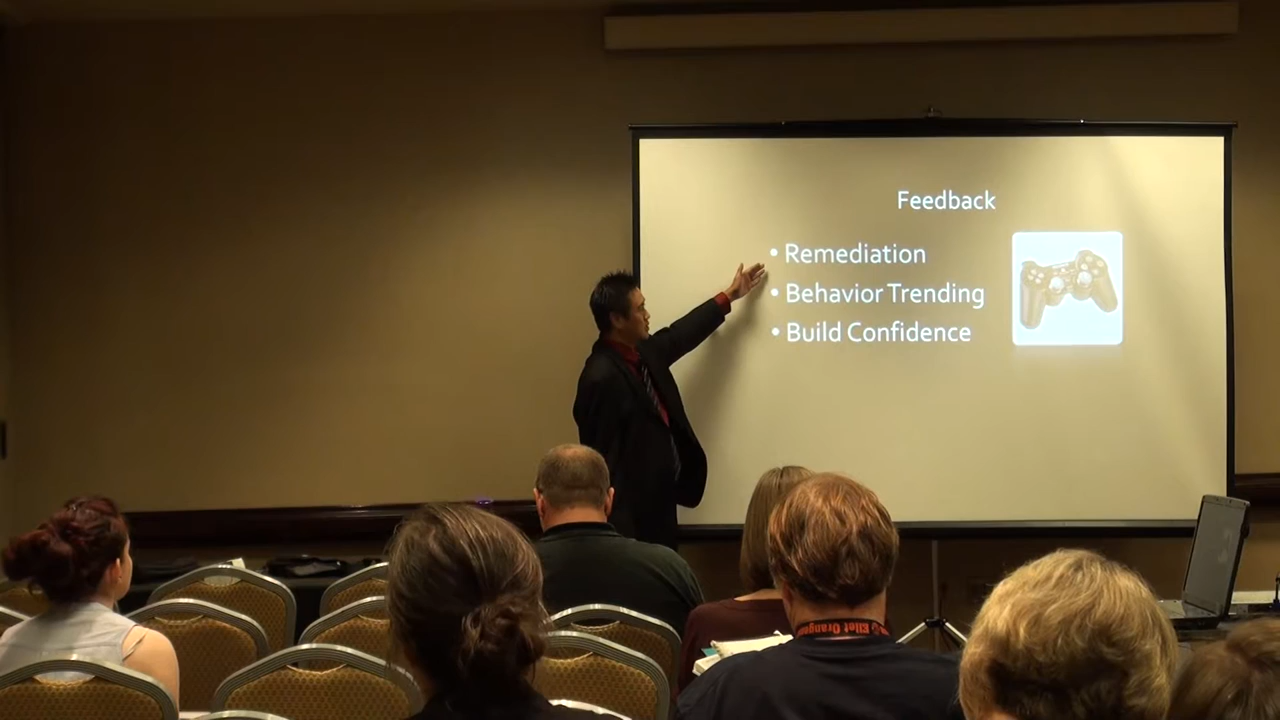 Feedback
• Remediation
• Behavior Trending
• Build Confidence